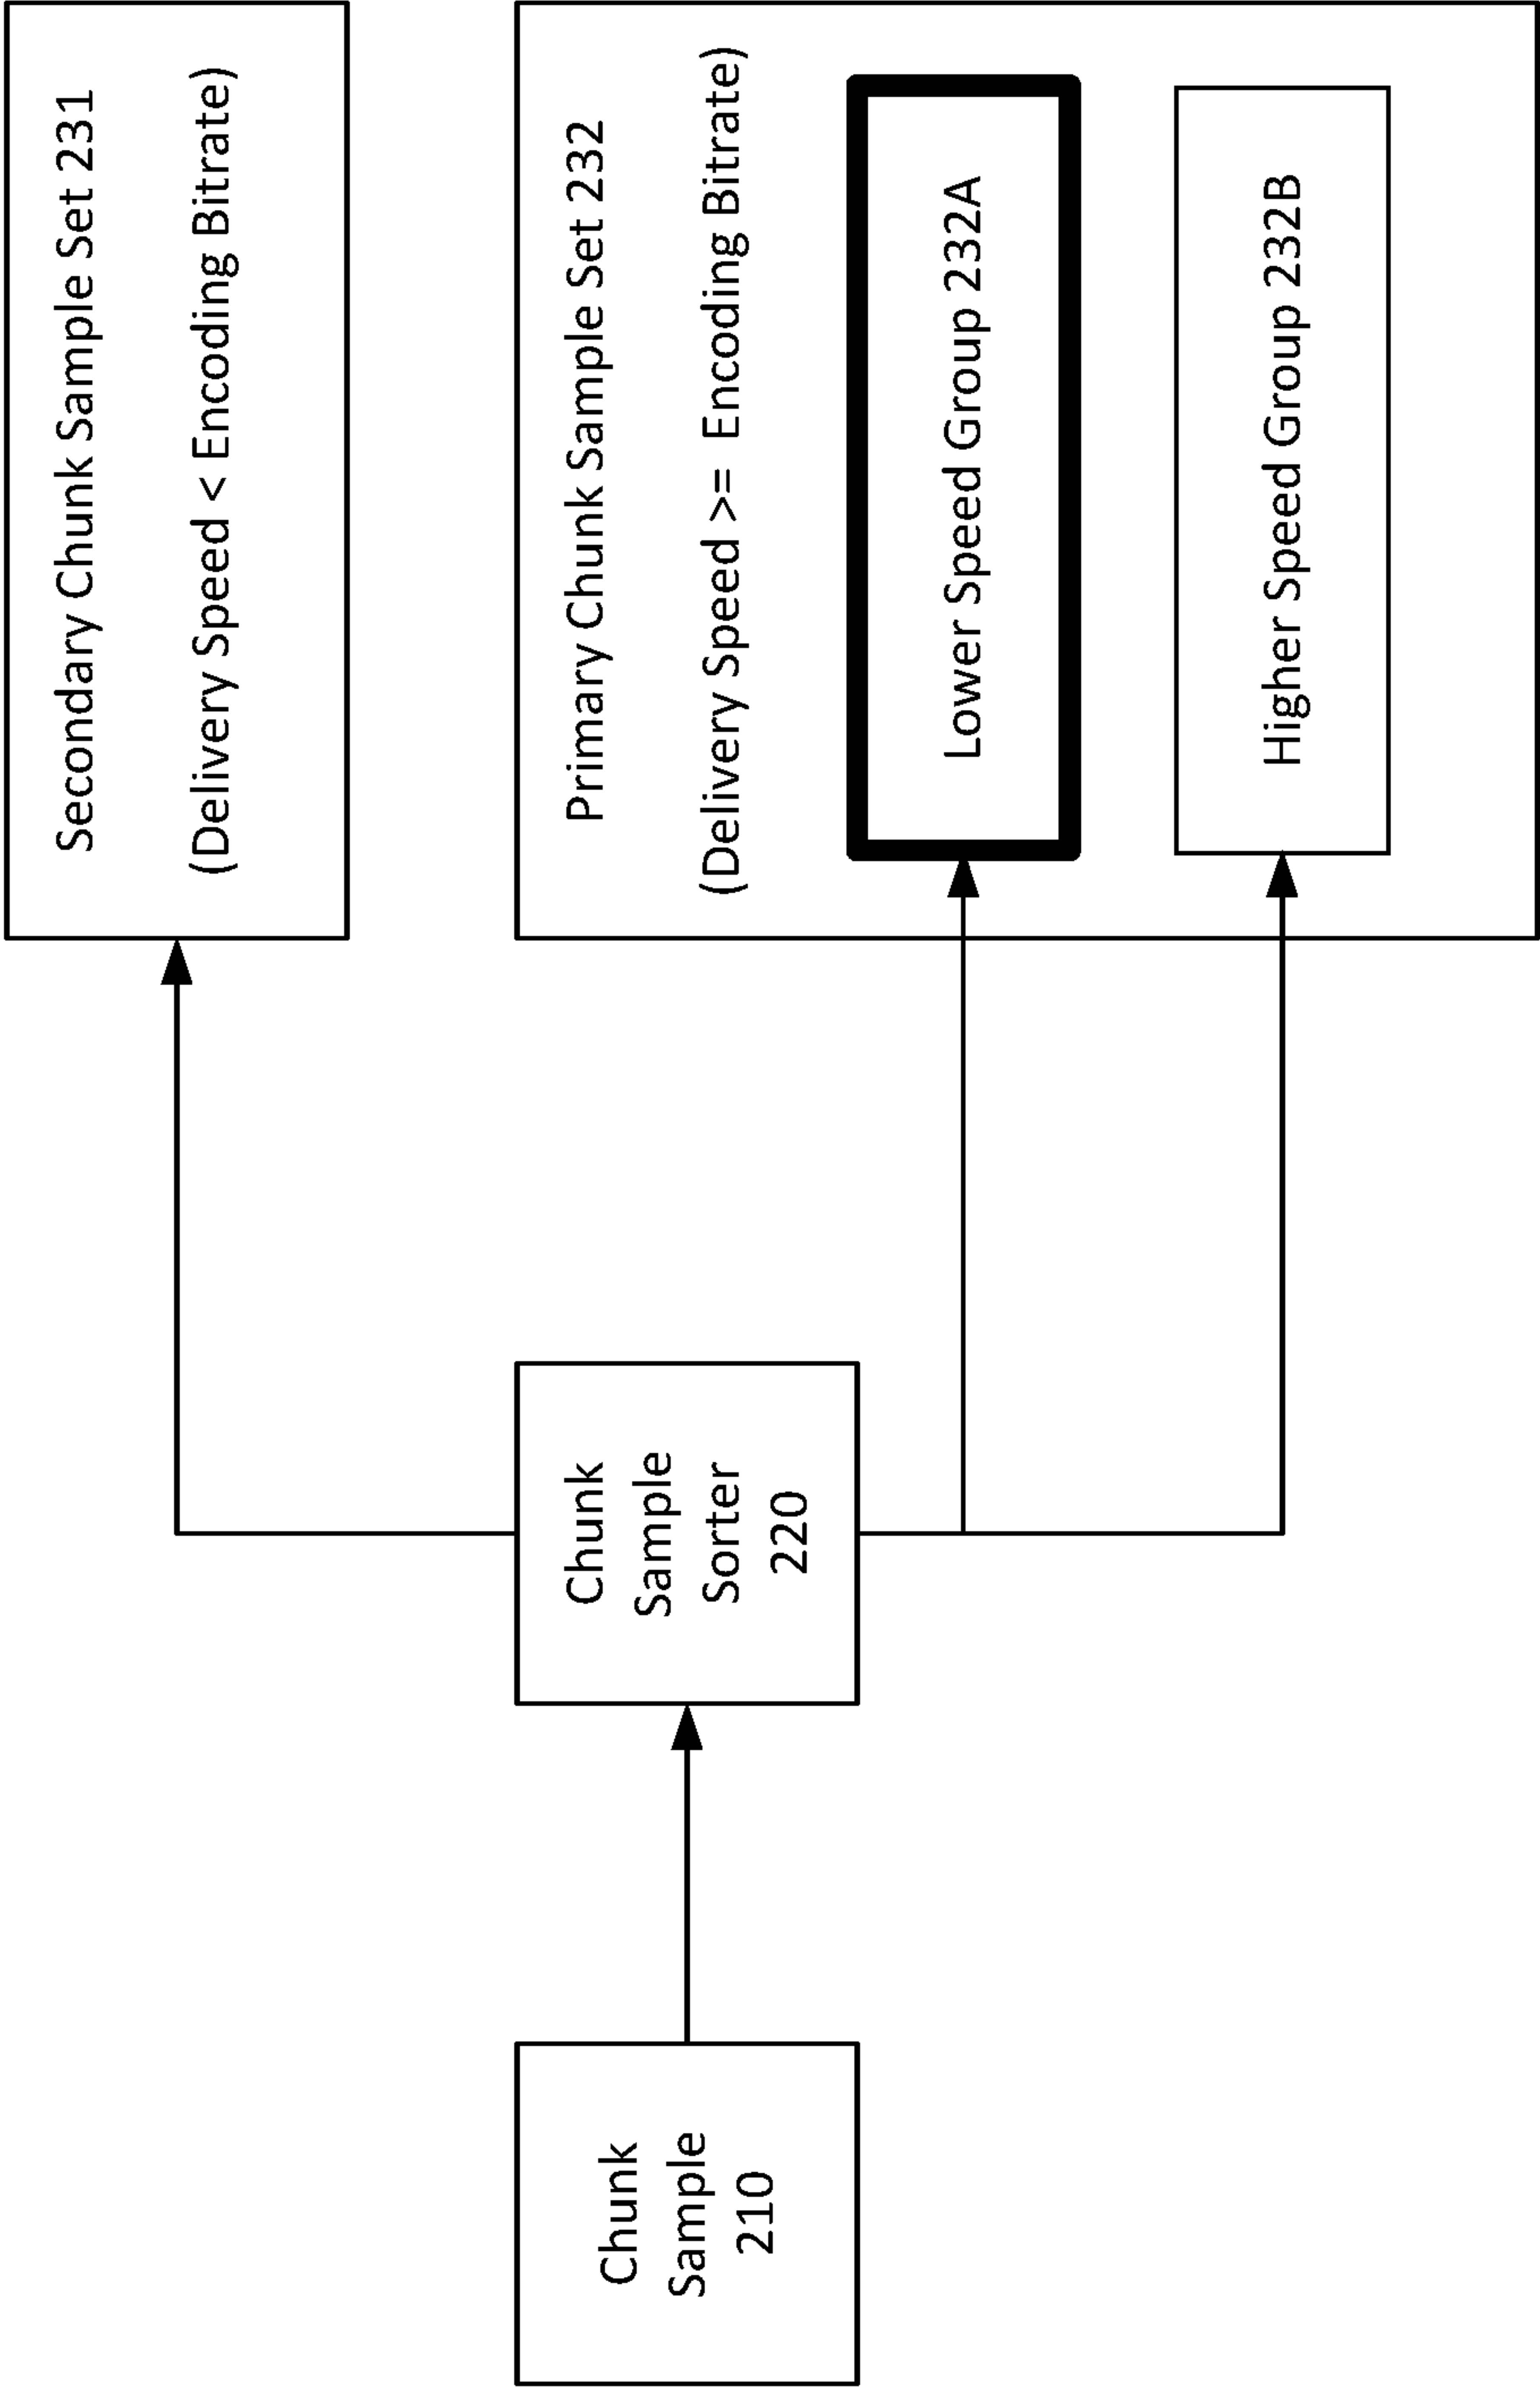 Chunk
Sample
210
Chunk
Sample
Sorter
220
Secondary Chunk Sample Set 231
(Delivery Speed < Encoding Bitrate)
Primary Chunk Sample Set 232
(Delivery Speed >= Encoding Bitrate)
Lower Speed Group 232A
Higher Speed Group 232B